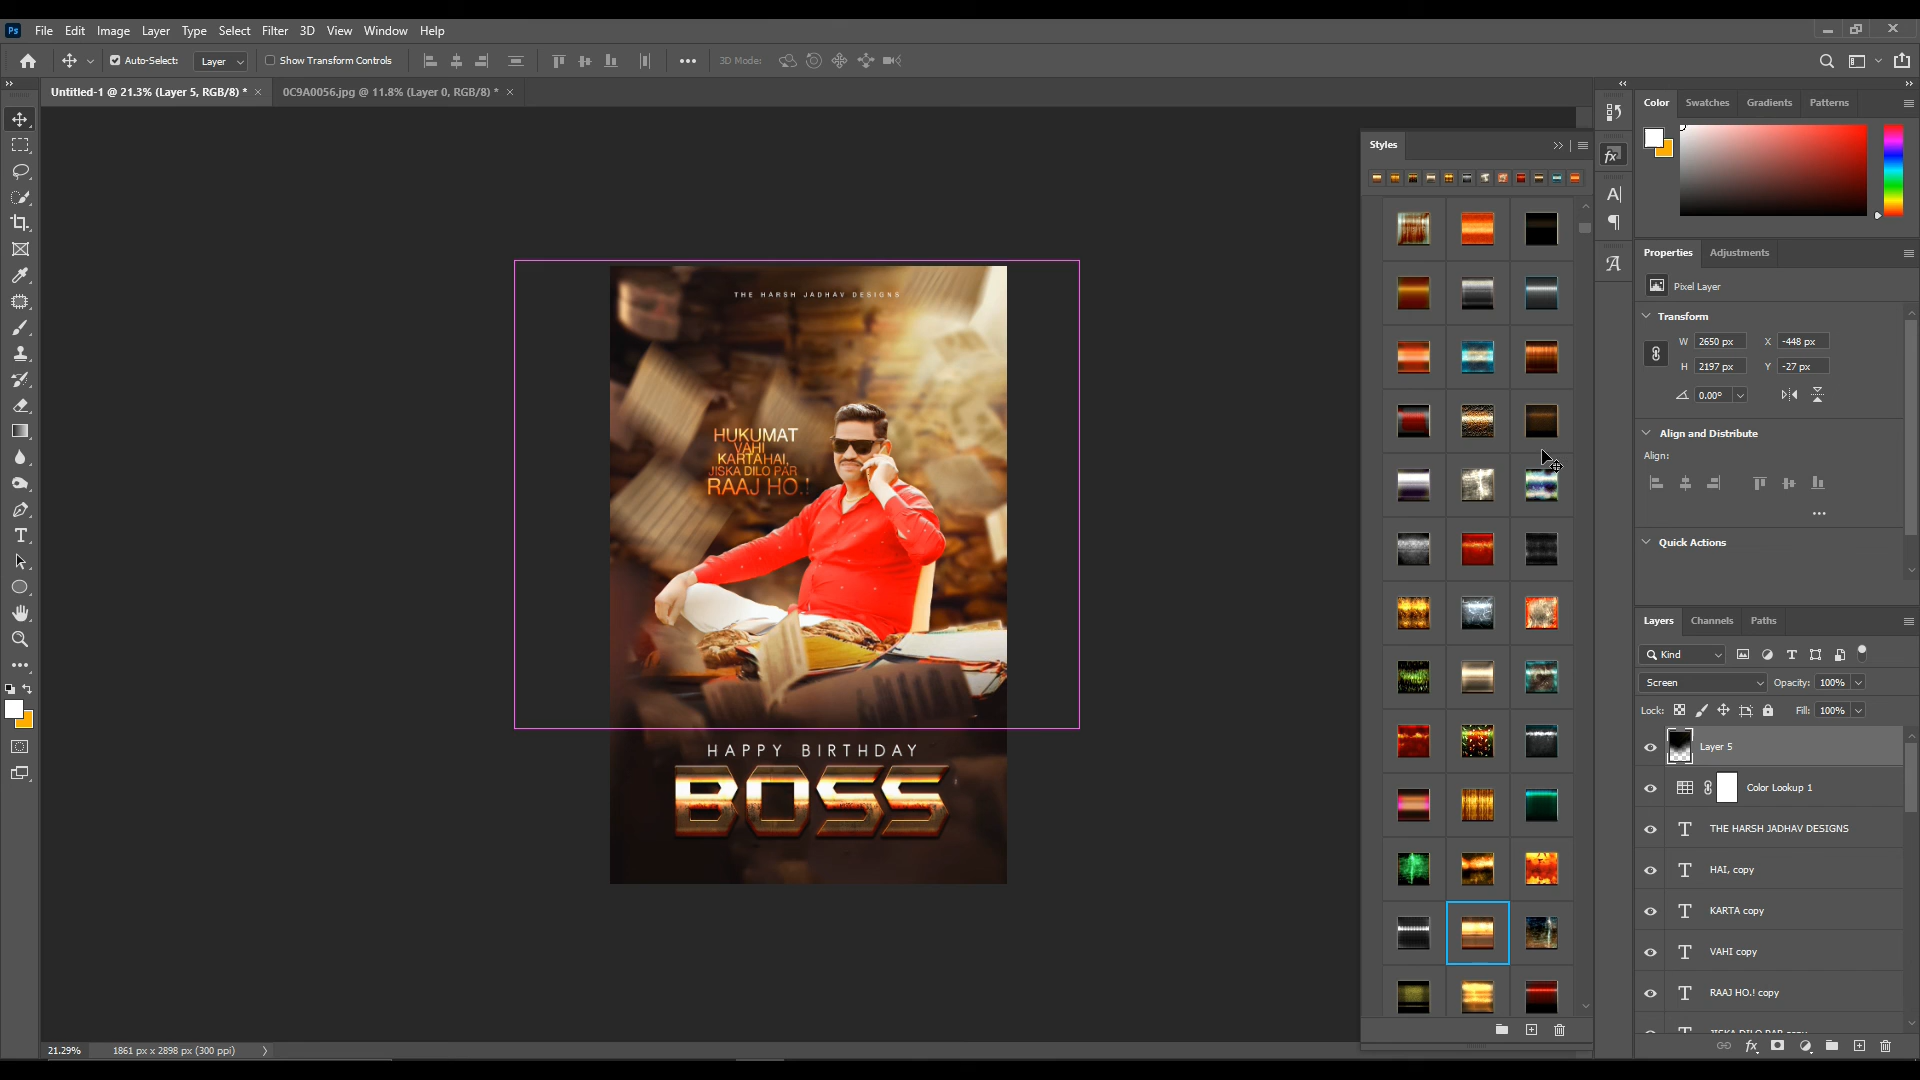 Ps File Edit Image Layer Type Select Filter 3D View Window Help
Auto-Select: Layer Show Transform Controls 3D Mode:
Untitled-1 @ 21.3% (Layer 5, RGB/8) * × 0C9A0056.jpg @ 11.8% (Layer 0, RGB/8) * ×
Styles
THE HARSH JADHAV DESIGNS
HUKUMAT
VAHI
KARTAHAI,
JISKA DILO PAR
RAAJ HO.!
HAPPY BIRTHDAY
BOSS
Color Swatches Gradients Patterns
Properties Adjustments
Pixel Layer
Transform
W 2650 px X -448 px
H 2197 px Y -27 px
0.00°
Align and Distribute
Align:
Quick Actions
Layers Channels Paths
Kind
Screen Opacity: 100%
Lock: Fill: 100%
Layer 5
Color Lookup 1
THE HARSH JADHAV DESIGNS
HAI, copy
KARTA copy
VAHI copy
RAAJ HO.! copy
JISKA DILO PAR copy
21.29% 1861 px x 2898 px (300 ppi)